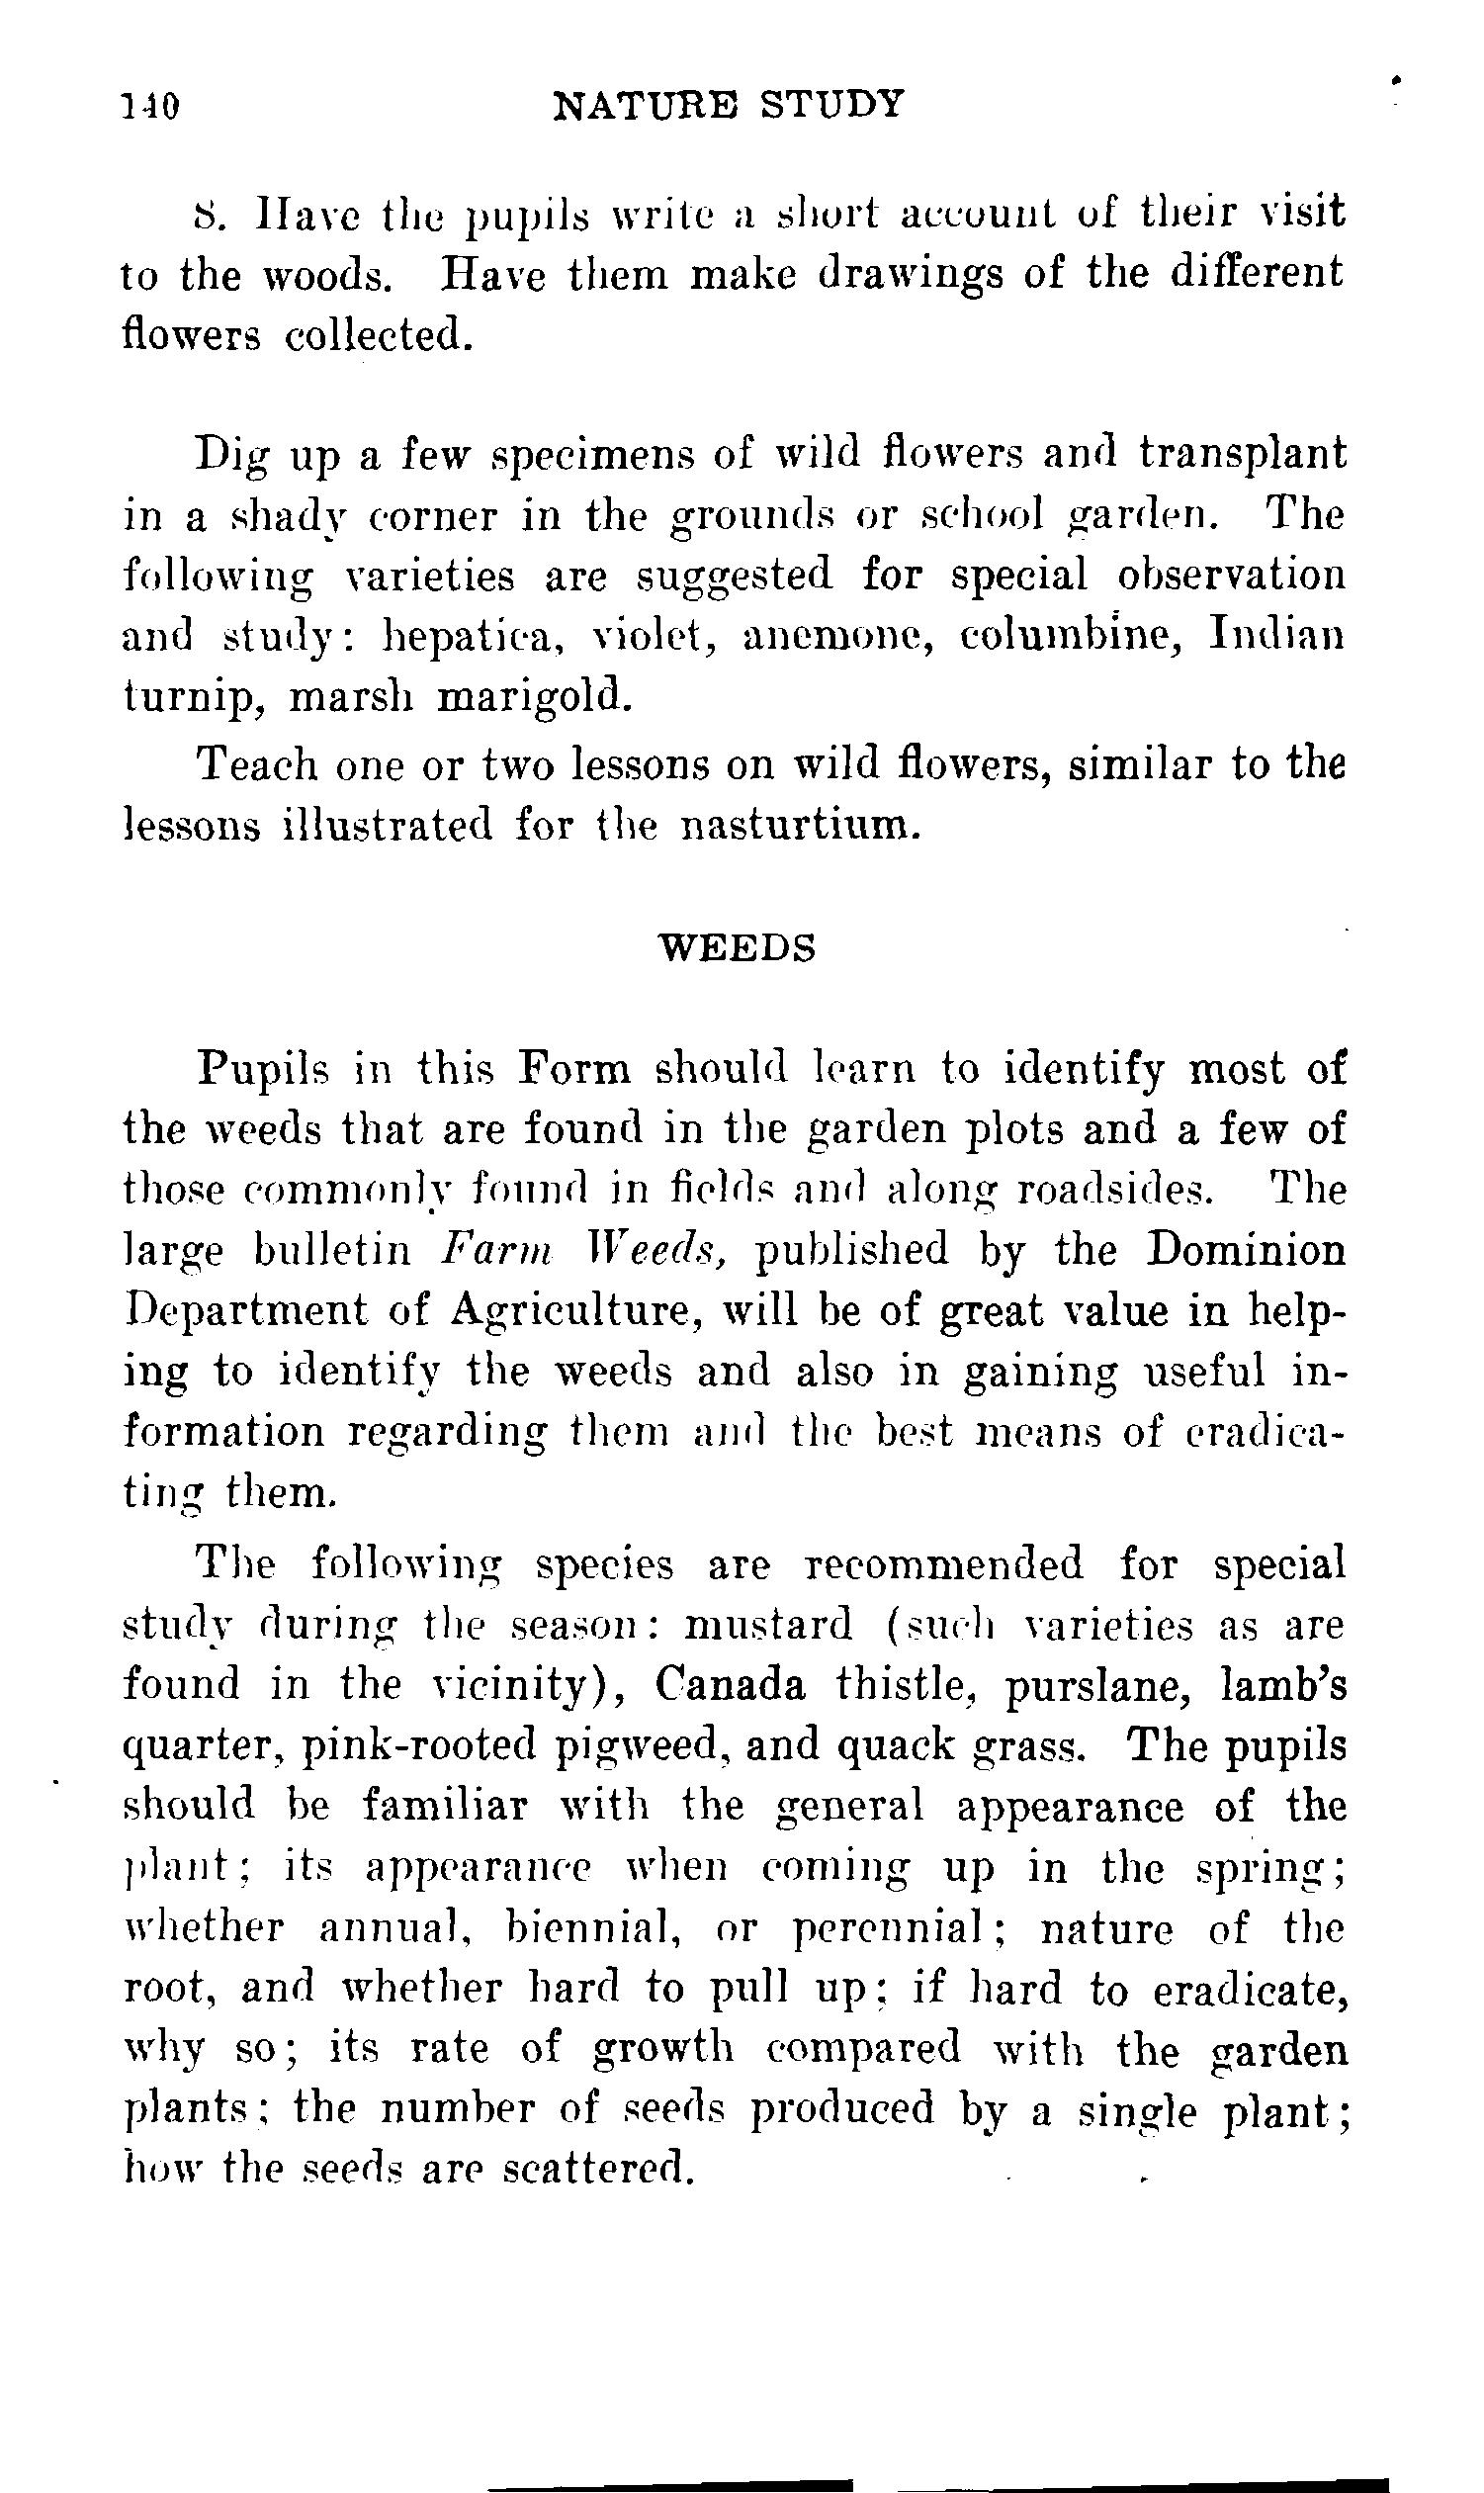 140 NATURE STUDY
8. Have the pupils write a short account of their visit
to the woods. Have them make drawings of the different
flowers collected.
Dig up a few specimens of wild flowers and transplant
in a shady corner in the grounds or school garden. The
following varieties are suggested for special observation
and study: hepatica, violet, anemone, columbine, Indian
turnip, marsh marigold.
Teach one or two lessons on wild flowers, similar to the
lessons illustrated for the nasturtium.
WEEDS
Pupils in this Form should learn to identify most of
the weeds that are found in the garden plots and a few of
those commonly found in fields and along roadsides. The
large bulletin Farm Weeds, published by the Dominion
Department of Agriculture, will be of great value in help-
ing to identify the weeds and also in gaining useful in-
formation regarding them and the best means of eradica-
ting them.
The following species are recommended for special
study during the season: mustard (such varieties as are
found in the vicinity), Canada thistle, purslane, lamb's
quarter, pink-rooted pigweed, and quack grass. The pupils
should be familiar with the general appearance of the
plant; its appearance when coming up in the spring;
whether annual, biennial, or perennial; nature of the
root, and whether hard to pull up; if hard to eradicate,
why so; its rate of growth compared with the garden
plants; the number of seeds produced by a single plant;
how the seeds are scattered.